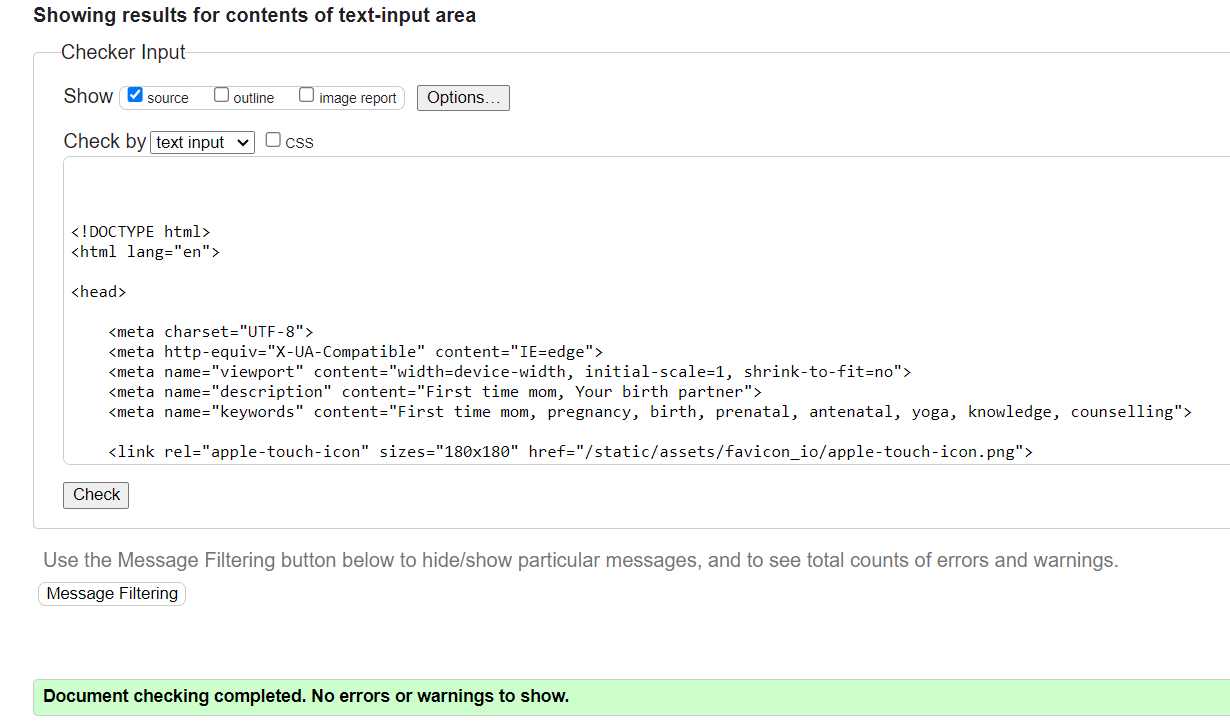 Showing results for contents of text-input area
Checker Input
Show source outline image report Options...
Check by text input CSS
<!DOCTYPE html>
<html lang="en">
<head>
<meta charset="UTF-8">
<meta http-equiv="X-UA-Compatible" content="IE=edge">
<meta name="viewport" content="width=device-width, initial-scale=1, shrink-to-fit=no">
<meta name="description" content="First time mom, Your birth partner">
<meta name="keywords" content="First time mom, pregnancy, birth, prenatal, antenatal, yoga, knowledge, counselling">
<link rel="apple-touch-icon" sizes="180x180" href="/static/assets/favicon_io/apple-touch-icon.png">
Check
Use the Message Filtering button below to hide/show particular messages, and to see total counts of errors and warnings.
Message Filtering
Document checking completed. No errors or warnings to show.